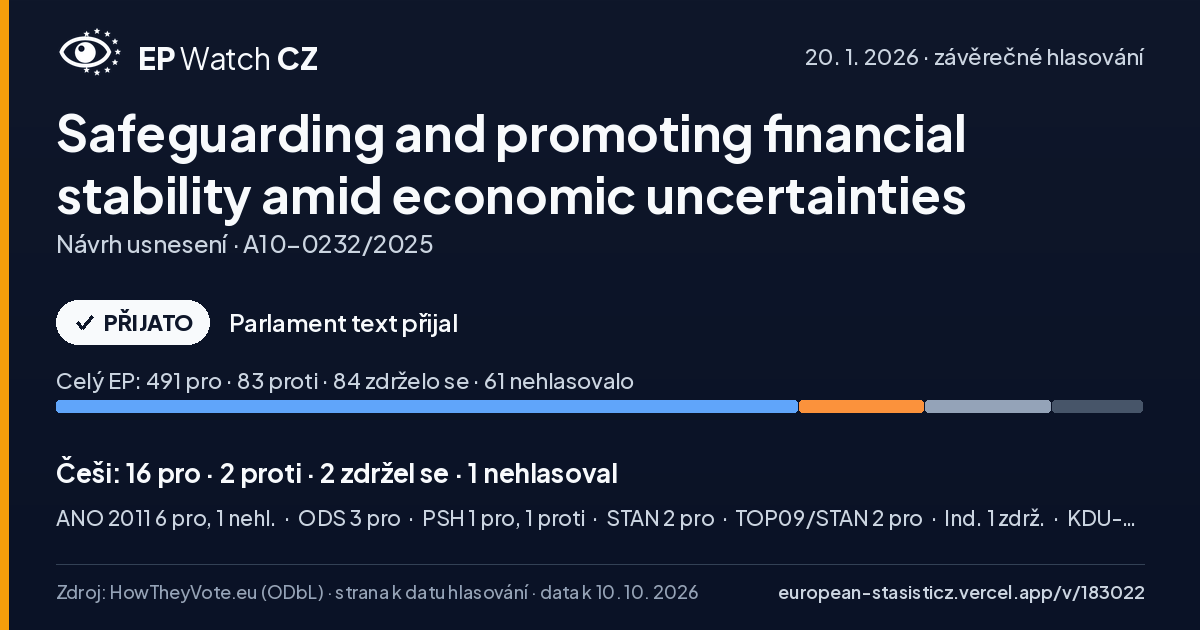 EP Watch CZ
20. 1. 2026 · závěrečné hlasování
Safeguarding and promoting financial
stability amid economic uncertainties
Návrh usnesení · A10-0232/2025
✓ PŘIJATO
Parlament text přijal
Celý EP: 491 pro · 83 proti · 84 zdrželo se · 61 nehlasovalo
Češi: 16 pro · 2 proti · 2 zdržel se · 1 nehlasoval
ANO 2011 6 pro, 1 nehl. · ODS 3 pro · PSH 1 pro, 1 proti · STAN 2 pro · TOP09/STAN 2 pro · Ind. 1 zdrž. · KDU-…
Zdroj: HowTheyVote.eu (ODbL) · strana k datu hlasování · data k 10. 10. 2026
european-stasisticz.vercel.app/v/183022